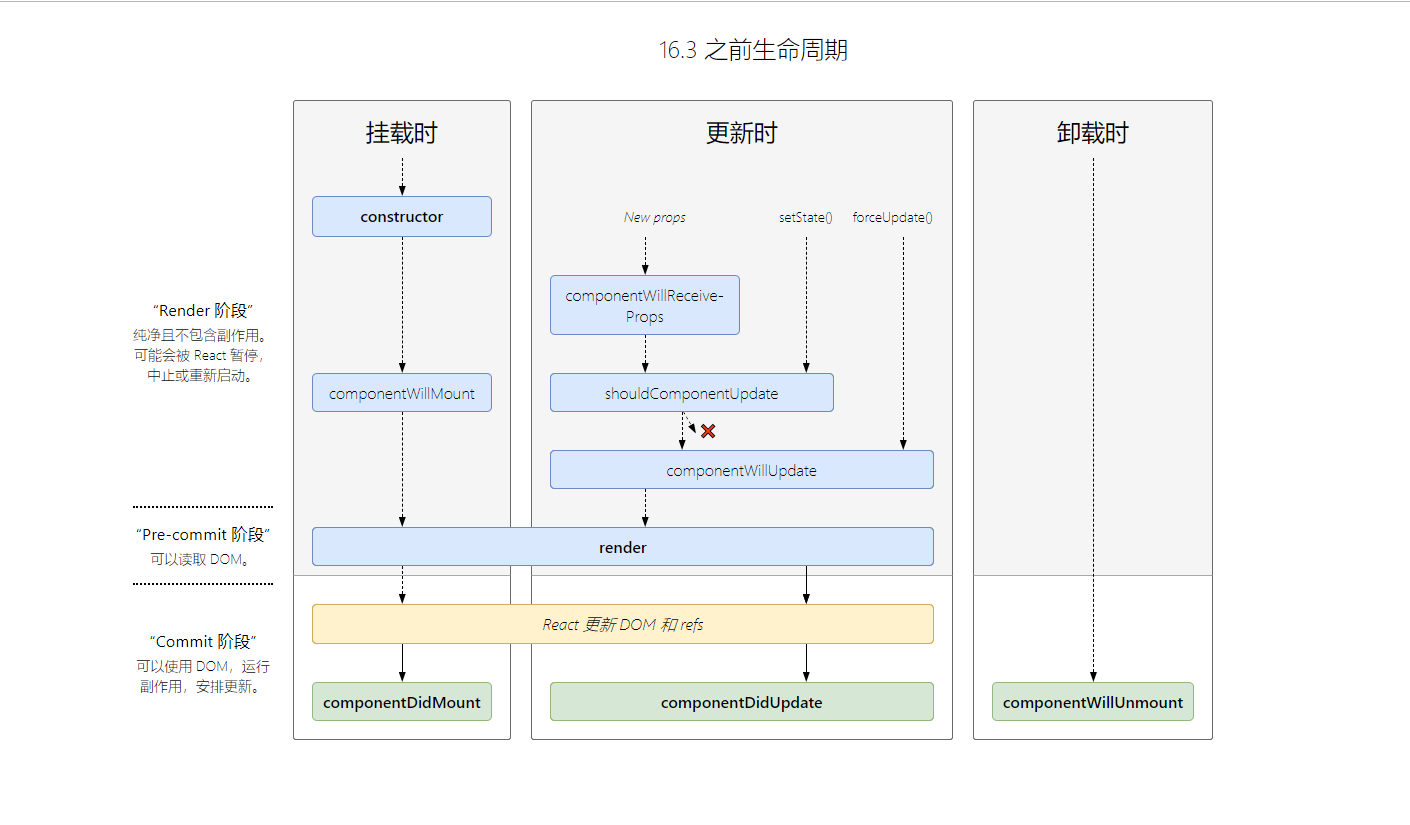 16.3 之前生命周期
挂载时
更新时
卸载时
constructor
New props
setState()
forceUpdate()
componentWillReceive-
Props
“Render 阶段”
纯净且不包含副作用。
可能会被 React 暂停，
中止或重新启动。
componentWillMount
shouldComponentUpdate
componentWillUpdate
“Pre-commit 阶段”
可以读取 DOM。
render
React 更新 DOM 和 refs
“Commit 阶段”
可以使用 DOM，运行
副作用，安排更新。
componentDidMount
componentDidUpdate
componentWillUnmount